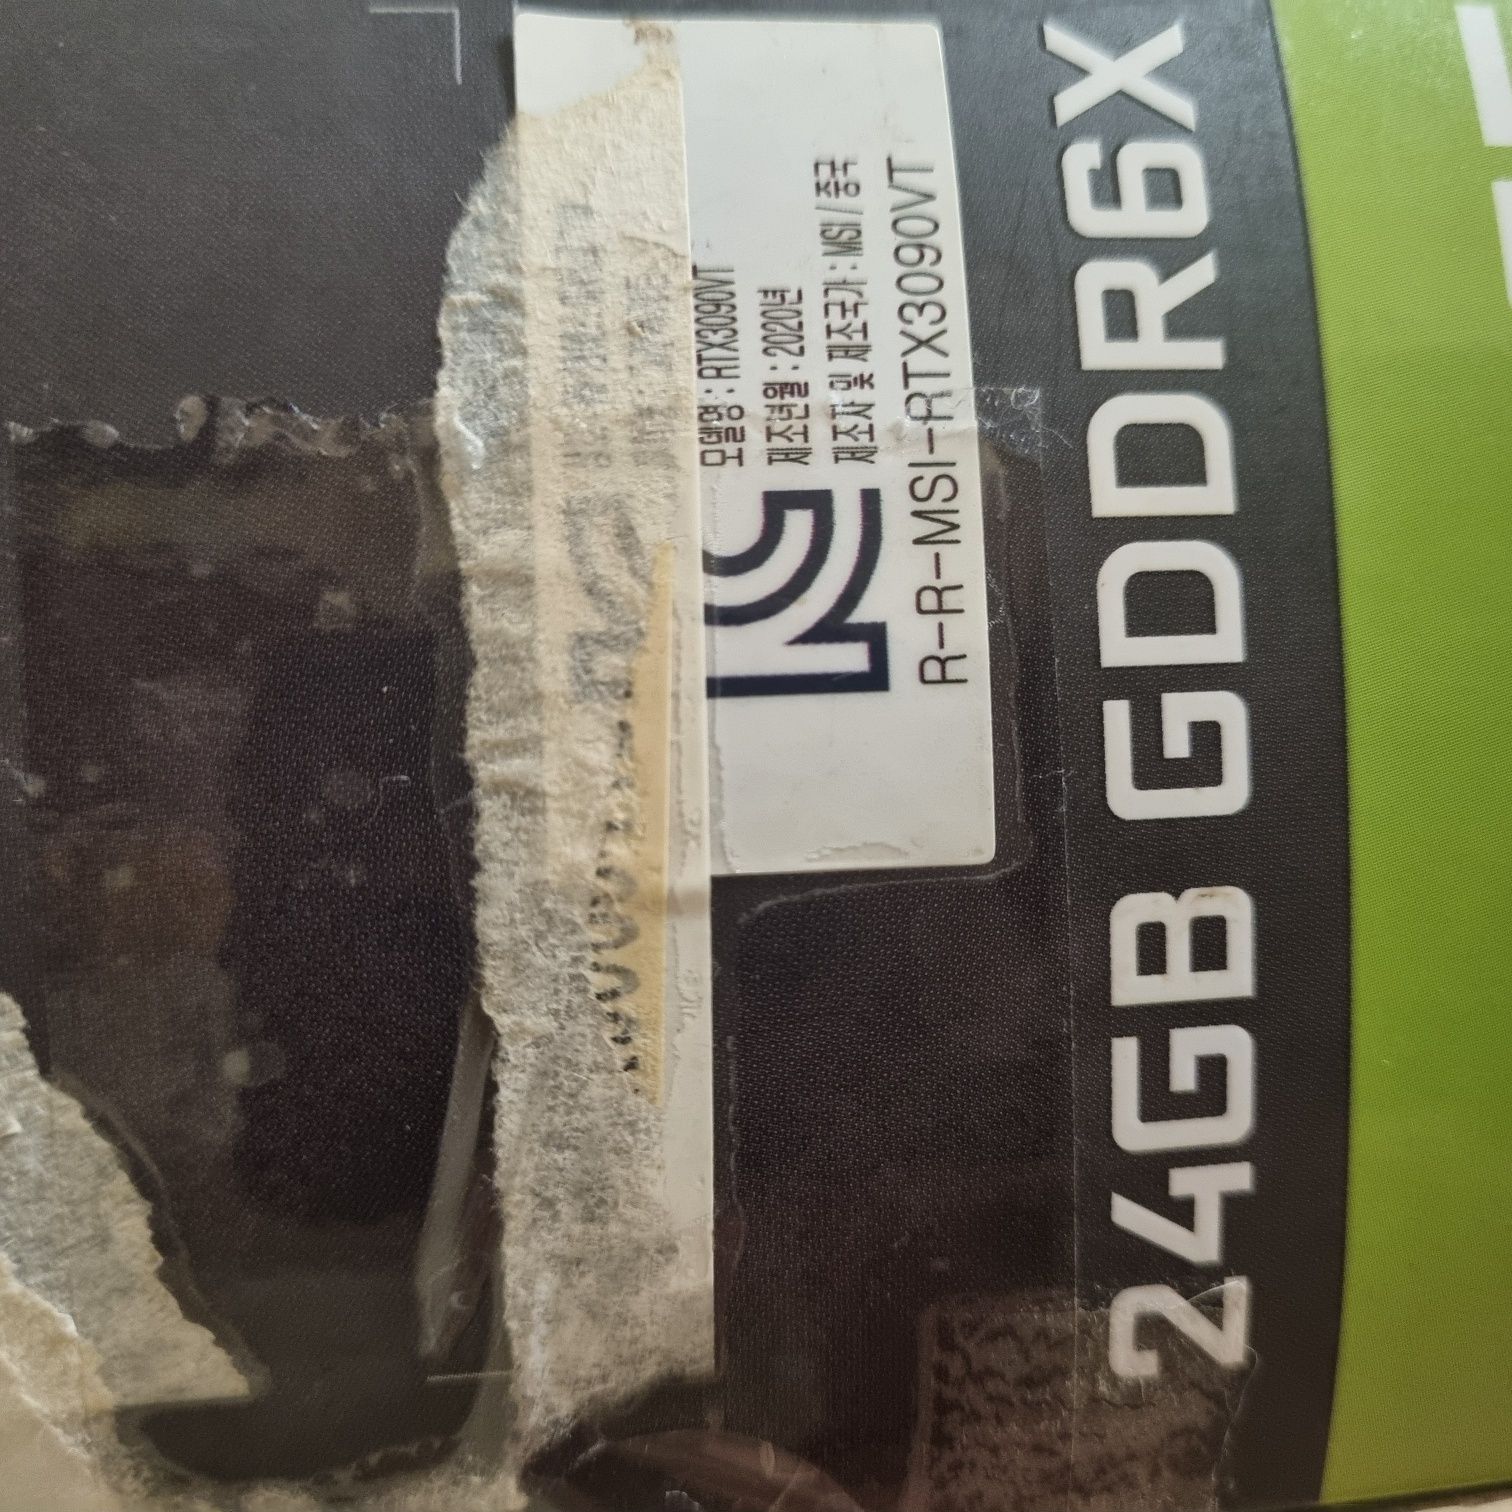 모델명 : RTX3090VT
제조년월 : 2020년
제조자 및 제조국가 : MSI / 중국
R-R-MSI-RTX3090VT
24GB GDDR6X